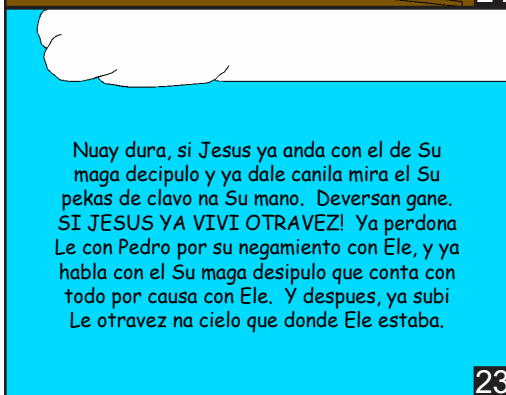 Nuay dura, si Jesus ya anda con el de Su
maga decipulo y ya dale canila mira el Su
pekas de clavo na Su mano. Deversan gane.
SI JESUS YA VIVI OTRAVEZ! Ya perdona
Le con Pedro por su negamiento con Ele, y ya
habla con el Su maga desipulo que conta con
todo por causa con Ele. Y despues, ya subi
Le otravez na cielo que donde Ele estaba.
23